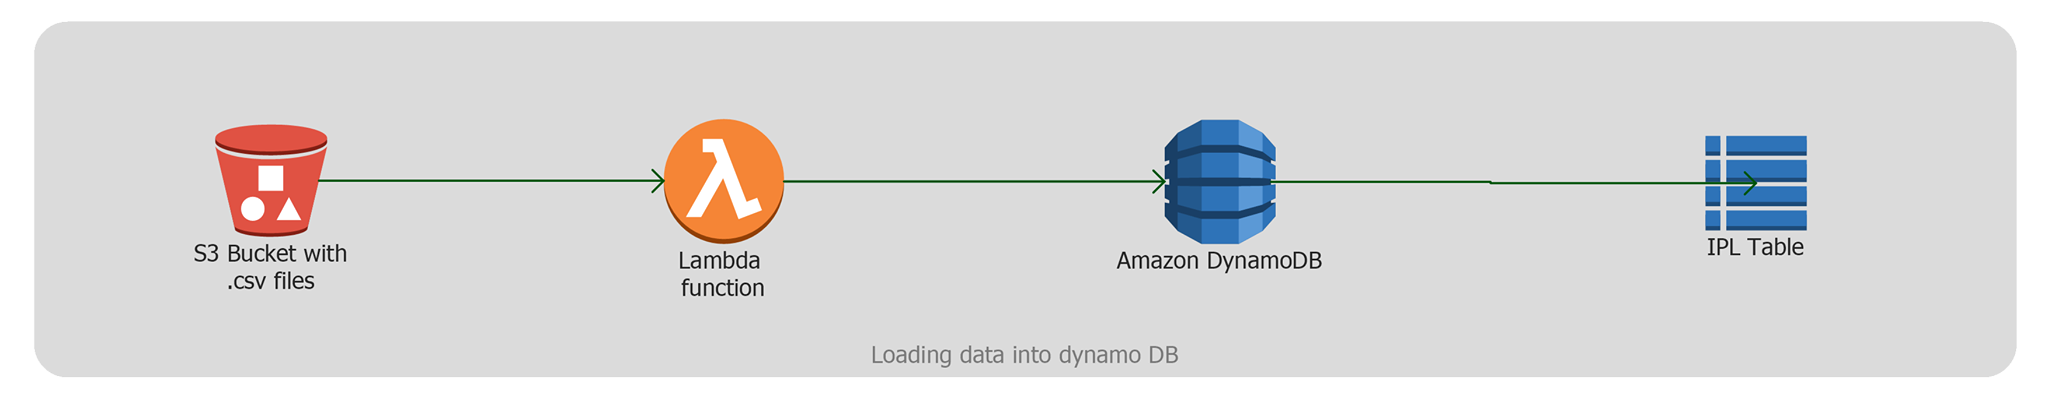 S3 Bucket with
.csv files
Lambda
function
Amazon DynamoDB
IPL Table
Loading data into dynamo DB